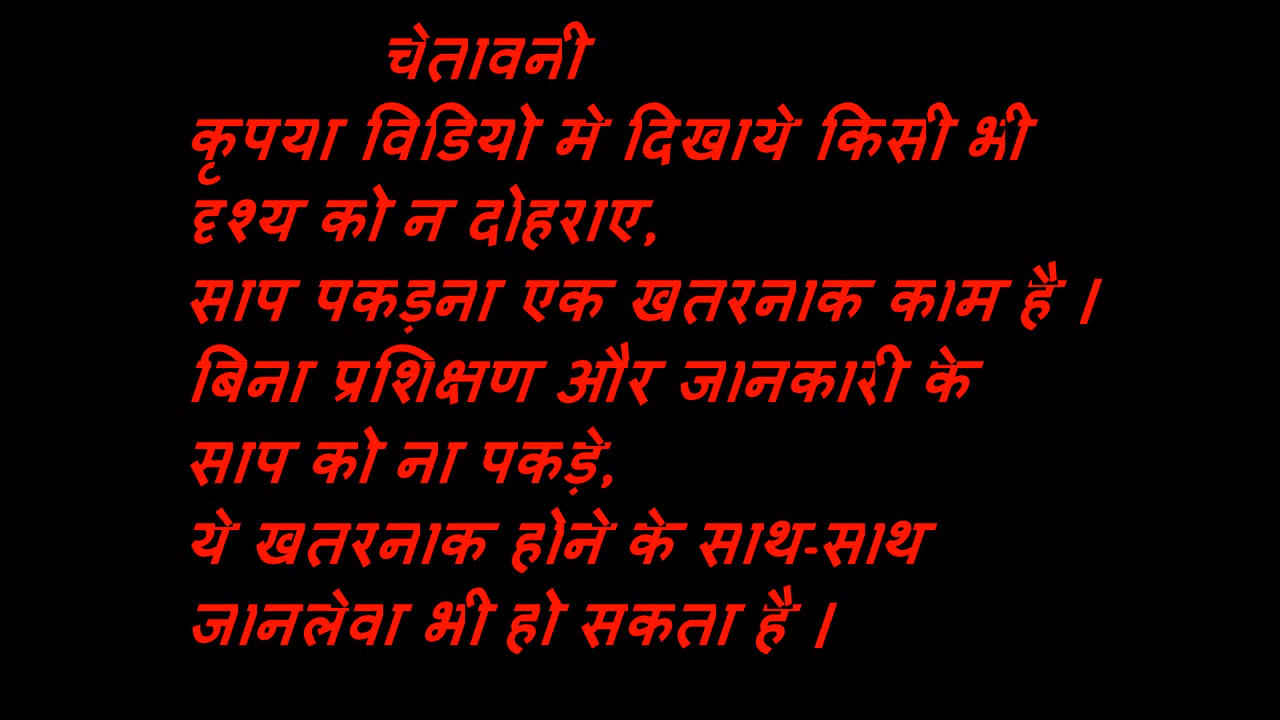 चेतावनी
कृपया विडियो मे दिखाये किसी भी
दृश्य को न दोहराए,
साप पकड़ना एक खतरनाक काम है |
बिना प्रशिक्षण और जानकारी के
साप को ना पकड़े,
ये खतरनाक होने के साथ-साथ
जानलेवा भी हो सकता है |